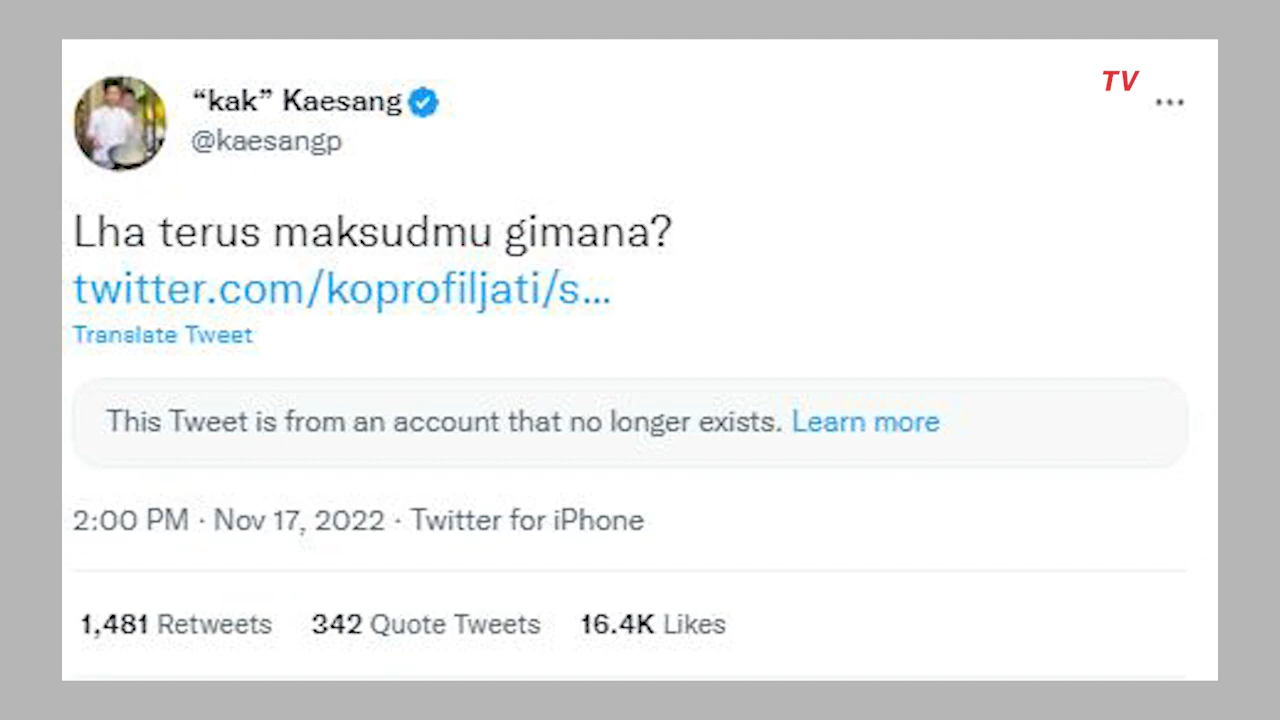 TV
“kak” Kaesang
@kaesangp
Lha terus maksudmu gimana?
twitter.com/koprofiljati/s...
Translate Tweet
This Tweet is from an account that no longer exists. Learn more
2:00 PM · Nov 17, 2022 · Twitter for iPhone
1,481 Retweets 342 Quote Tweets 16.4K Likes